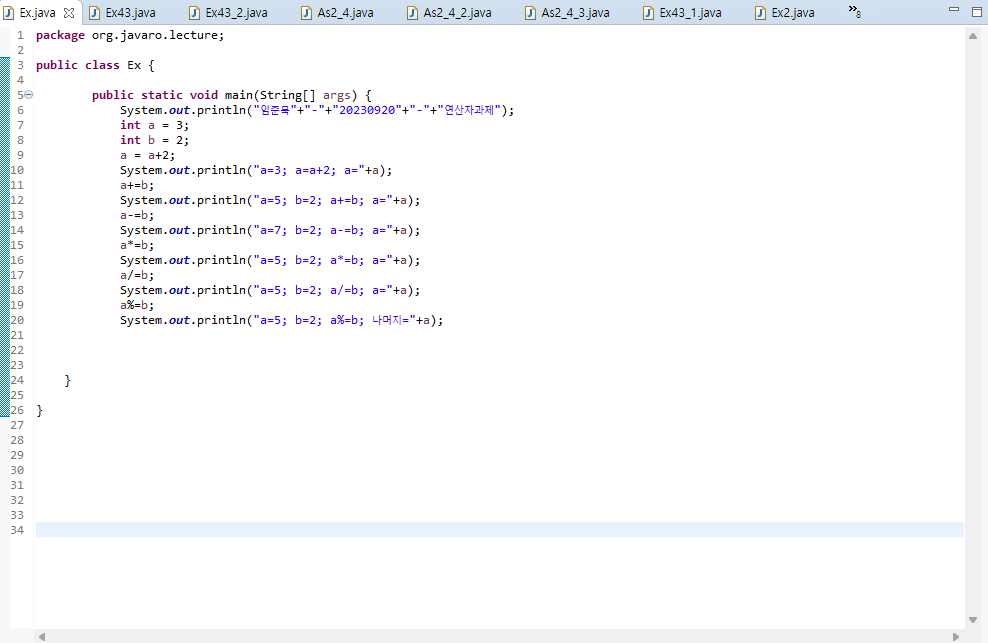 Ex.java Ex43.java Ex43_2.java As2_4.java As2_4_2.java As2_4_3.java Ex43_1.java Ex2.java »8
1 package org.javaro.lecture;
2
3 public class Ex {
4
5 public static void main(String[] args) {
6 System.out.println("임준묵"+"-"+"20230920"+"-"+"연산자과제");
7 int a = 3;
8 int b = 2;
9 a = a+2;
10 System.out.println("a=3; a=a+2; a="+a);
11 a+=b;
12 System.out.println("a=5; b=2; a+=b; a="+a);
13 a-=b;
14 System.out.println("a=7; b=2; a-=b; a="+a);
15 a*=b;
16 System.out.println("a=5; b=2; a*=b; a="+a);
17 a/=b;
18 System.out.println("a=5; b=2; a/=b; a="+a);
19 a%=b;
20 System.out.println("a=5; b=2; a%=b; 나머지="+a);
21
22
23
24 }
25
26 }
27
28
29
30
31
32
33
34